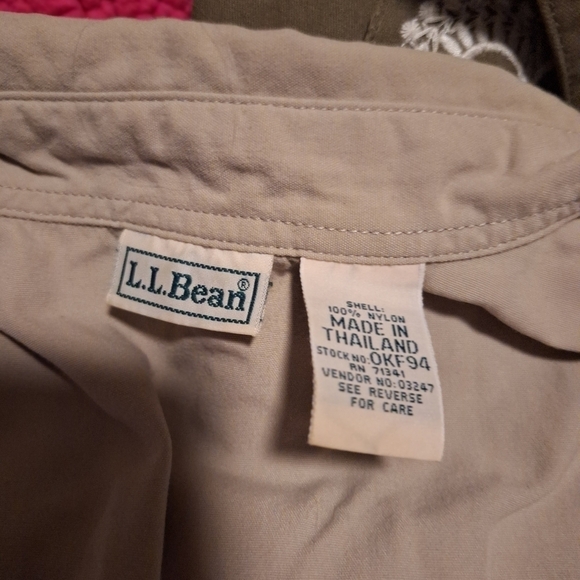 L.L.Bean®
SHELL:
100% NYLON
MADE IN
THAILAND
STOCK NO: OKF94
RN 71341
VENDOR NO: 03247
SEE REVERSE
FOR CARE